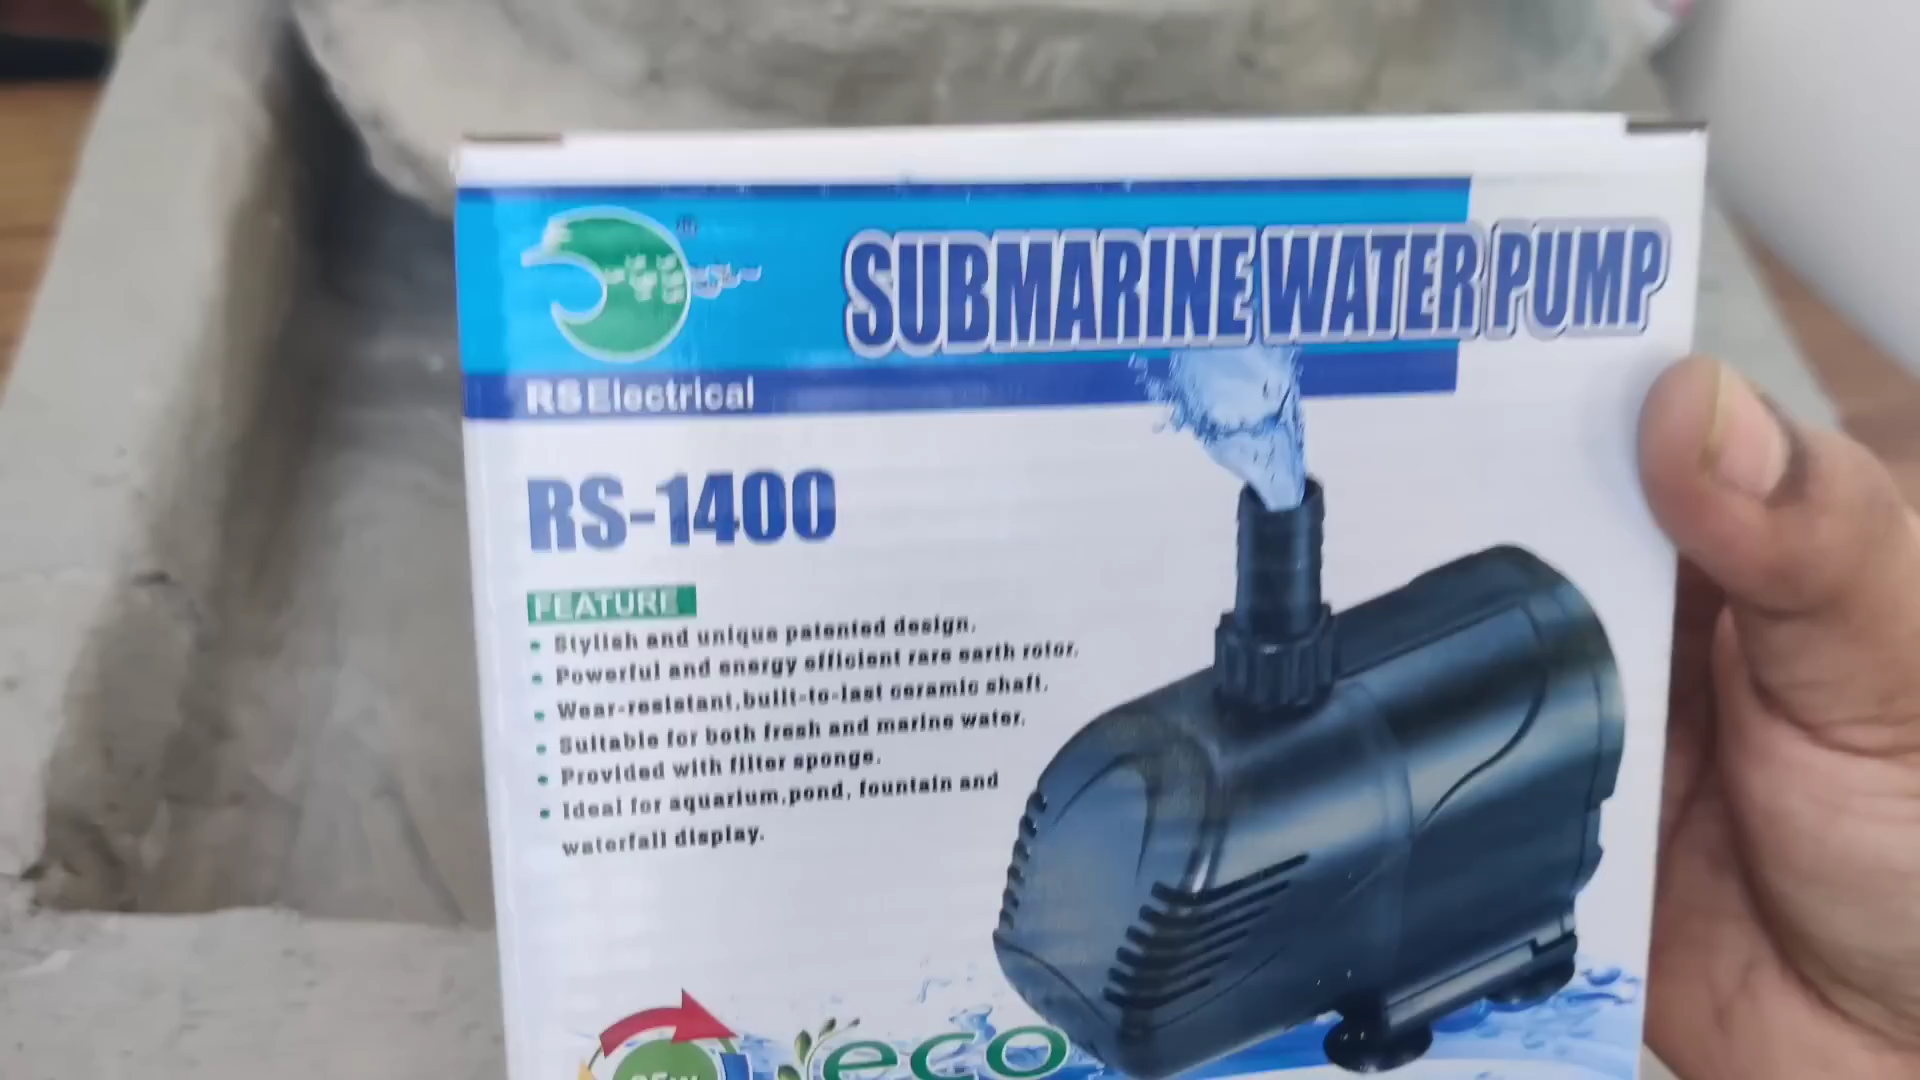 SUBMARINE WATER PUMP
RS Electrical
RS-1400
FEATURE
Stylish and unique patented design.
Powerful and energy efficient rare earth rotor.
Wear-resistant,built-to-last ceramic shaft.
Suitable for both fresh and marine water.
Provided with filter sponge.
Ideal for aquarium,pond, fountain and
waterfall display.
eco